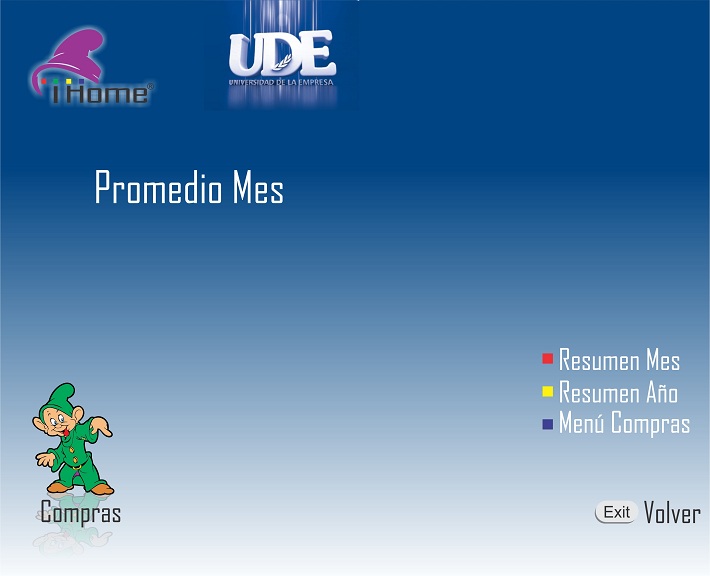 iHome®
UDE
UNIVERSIDAD DE LA EMPRESA
Promedio Mes
Resumen Mes
Resumen Año
Menú Compras
Compras
Exit Volver